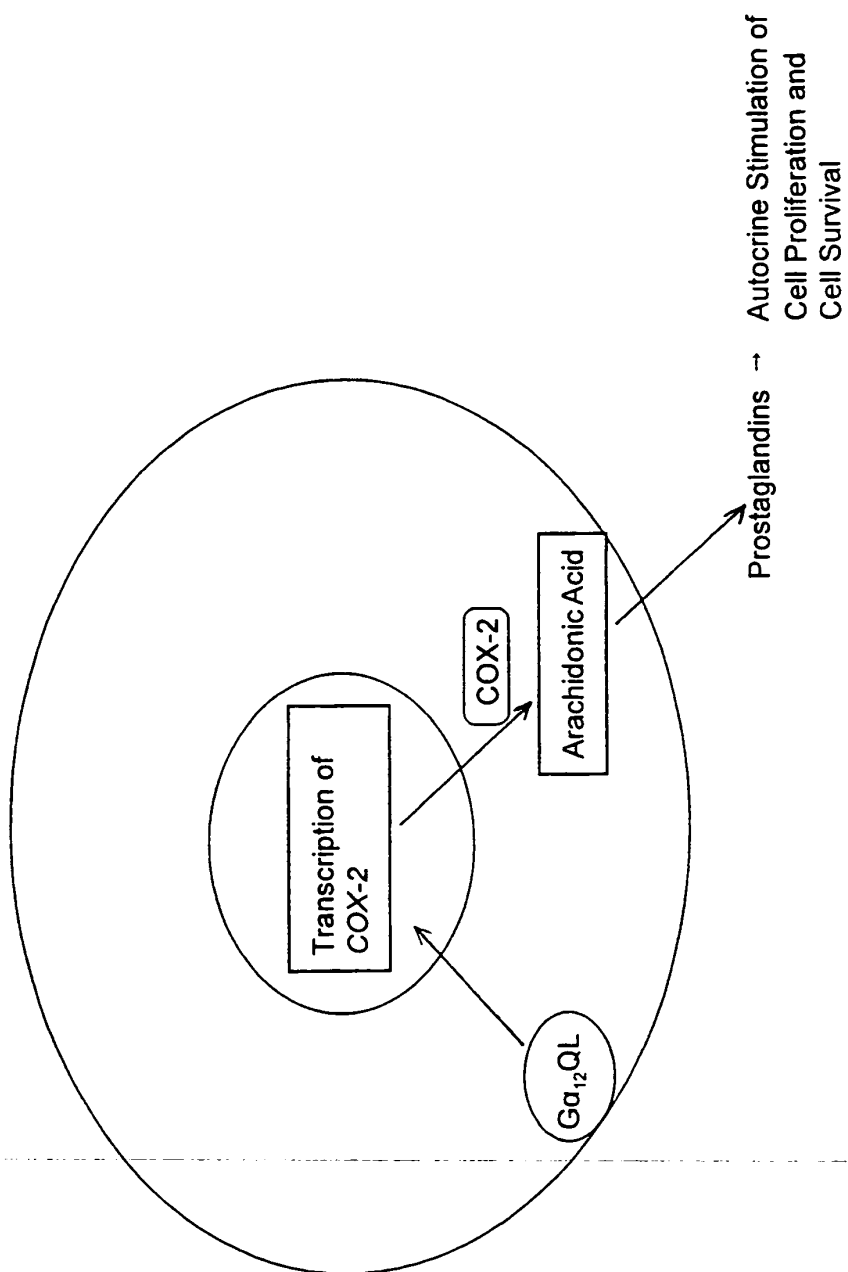 Transcription of
COX-2
COX-2
Gα₁₂QL
Arachidonic Acid
Prostaglandins → Autocrine Stimulation of
Cell Proliferation and
Cell Survival